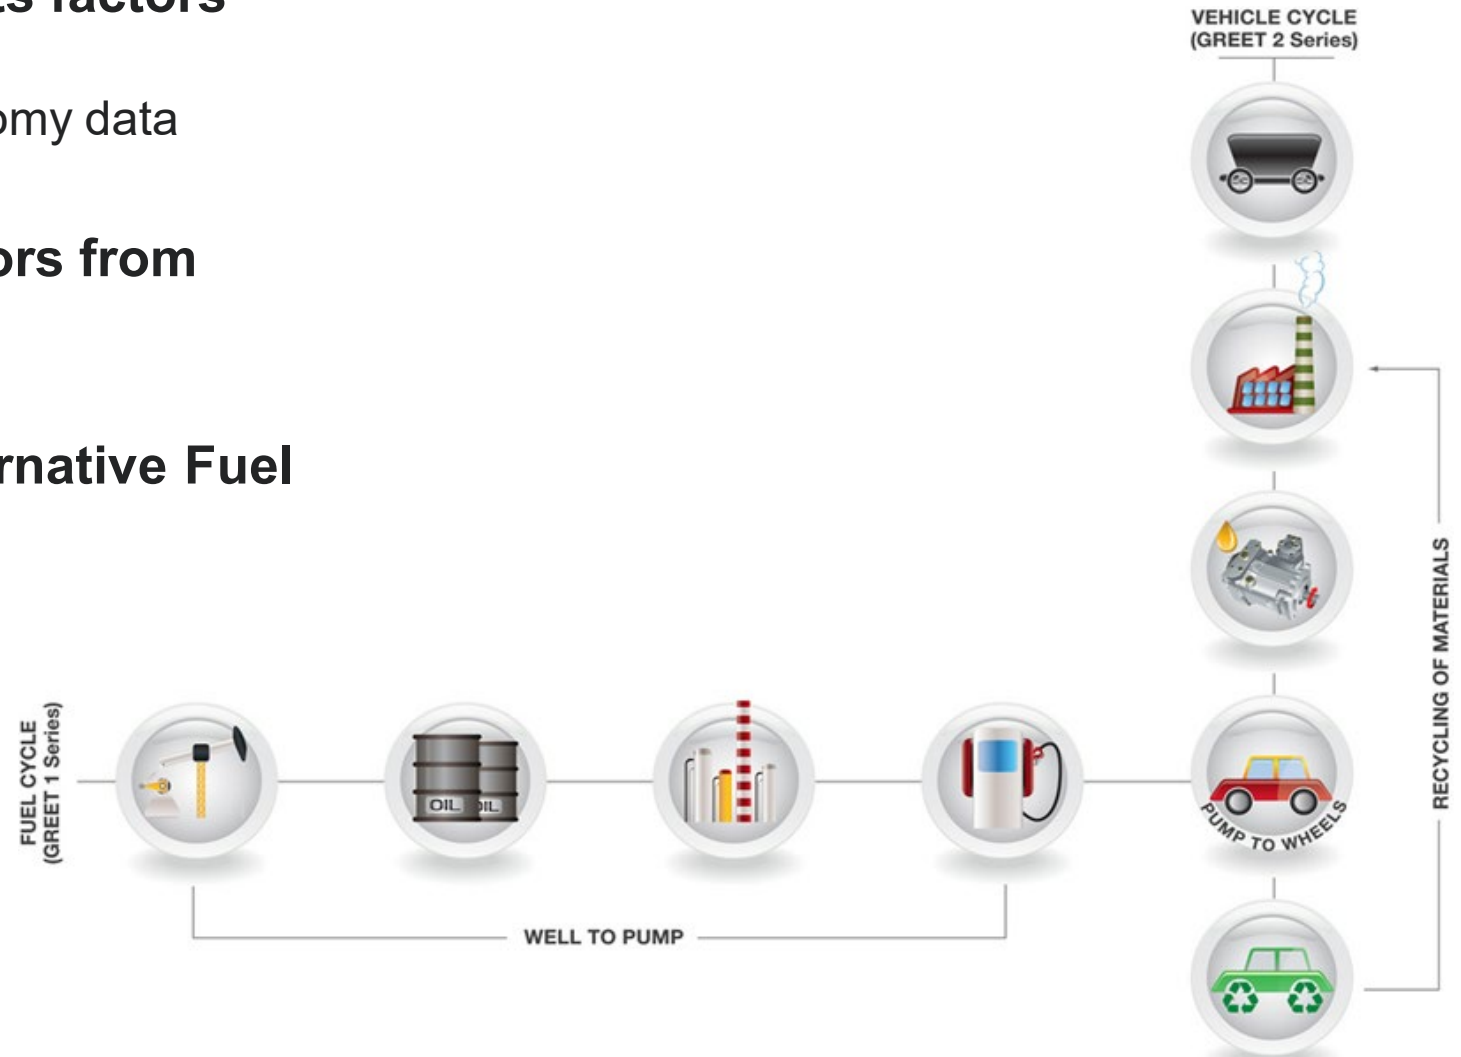 ts factors
omy data
ors from
rnative Fuel
VEHICLE CYCLE
(GREET 2 Series)
RECYCLING OF MATERIALS
FUEL CYCLE
(GREET 1 Series)
OIL
OIL
PUMP TO WHEELS
WELL TO PUMP